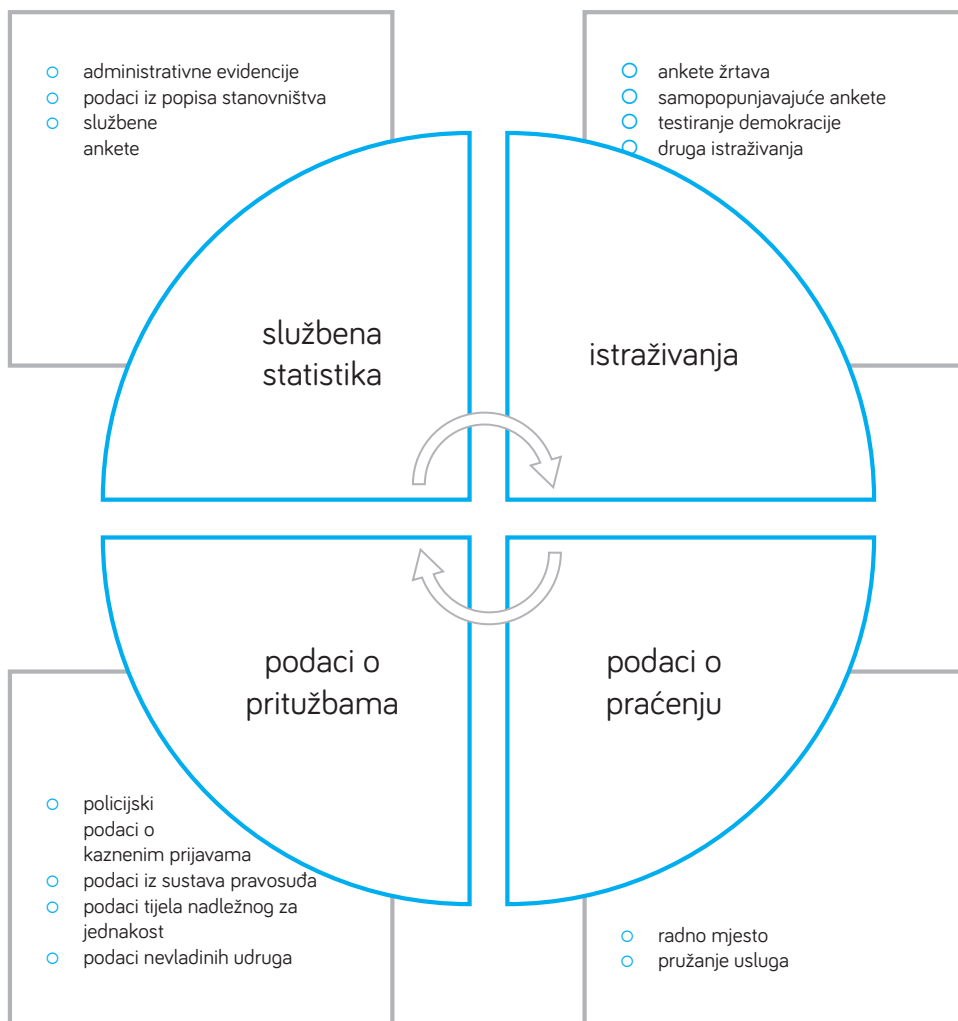 administrativne evidencije
podaci iz popisa stanovništva
službene
ankete
ankete žrtava
samopopunjavajuće ankete
testiranje demokracije
druga istraživanja
službena
statistika
istraživanja
podaci o
pritužbama
podaci o
praćenju
policijski
podaci o
kaznenim prijavama
podaci iz sustava pravosuđa
podaci tijela nadležnog za
jednakost
podaci nevladinih udruga
radno mjesto
pružanje usluga